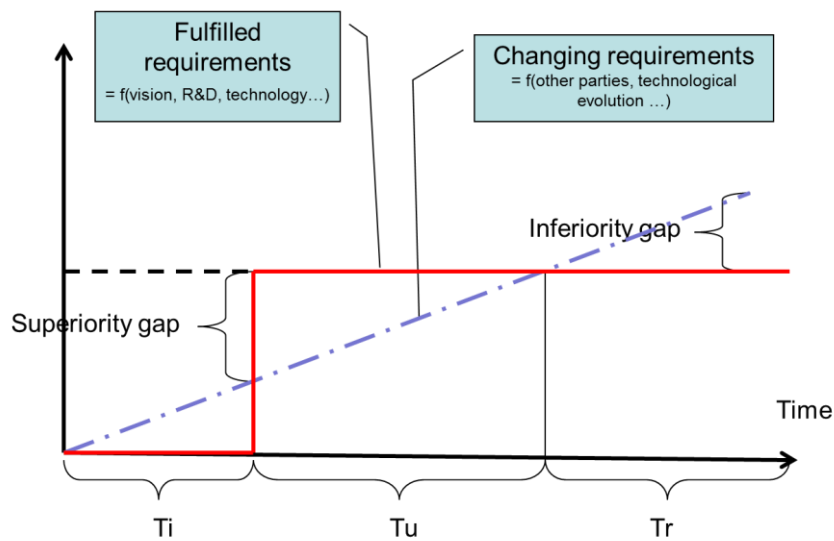 Fulfilled
requirements
= f(vision, R&D, technology…)
Changing requirements
= f(other parties, technological
evolution …)
Inferiority gap
Superiority gap
Time
Ti
Tu
Tr